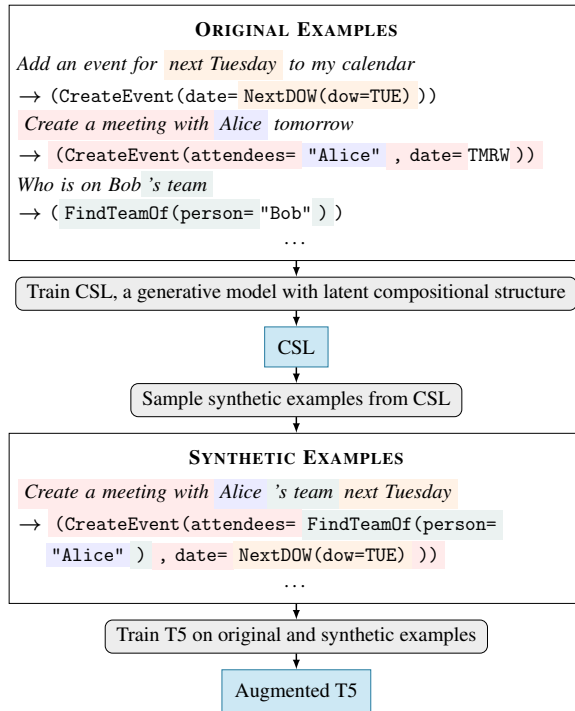 ORIGINAL EXAMPLES
Add an event for next Tuesday to my calendar
→ (CreateEvent(date= NextDOW(dow=TUE) ))
Create a meeting with Alice tomorrow
→ (CreateEvent(attendees= "Alice" , date= TMRW ))
Who is on Bob 's team
→ ( FindTeamOf(person= "Bob" ) )
...
Train CSL, a generative model with latent compositional structure
CSL
Sample synthetic examples from CSL
SYNTHETIC EXAMPLES
Create a meeting with Alice 's team next Tuesday
→ (CreateEvent(attendees= FindTeamOf(person=
"Alice" ) , date= NextDOW(dow=TUE) ))
...
Train T5 on original and synthetic examples
Augmented T5